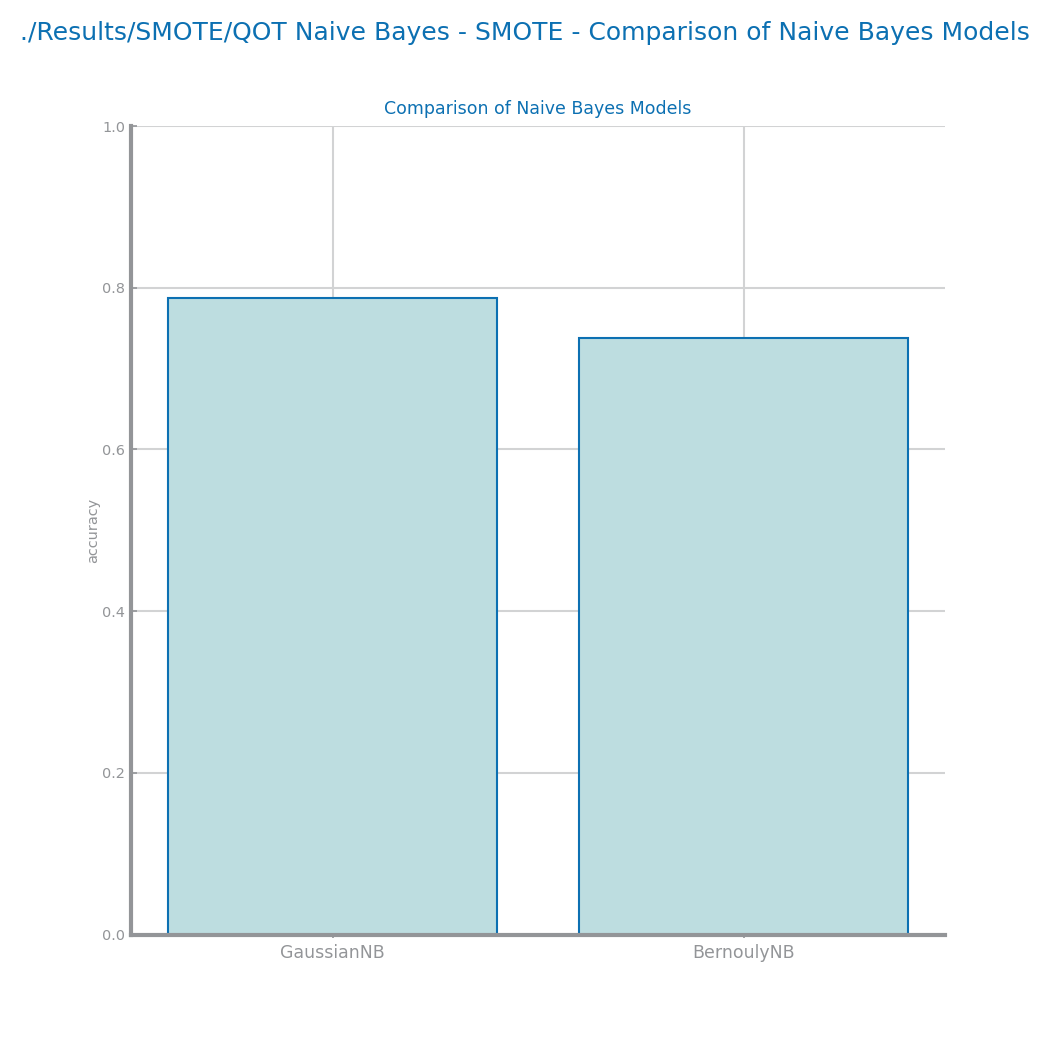 ./Results/SMOTE/QOT Naive Bayes - SMOTE - Comparison of Naive Bayes Models
Comparison of Naive Bayes Models
1.0
0.8
0.6
accuracy
0.4
0.2
0.0
GaussianNB
BernoulyNB